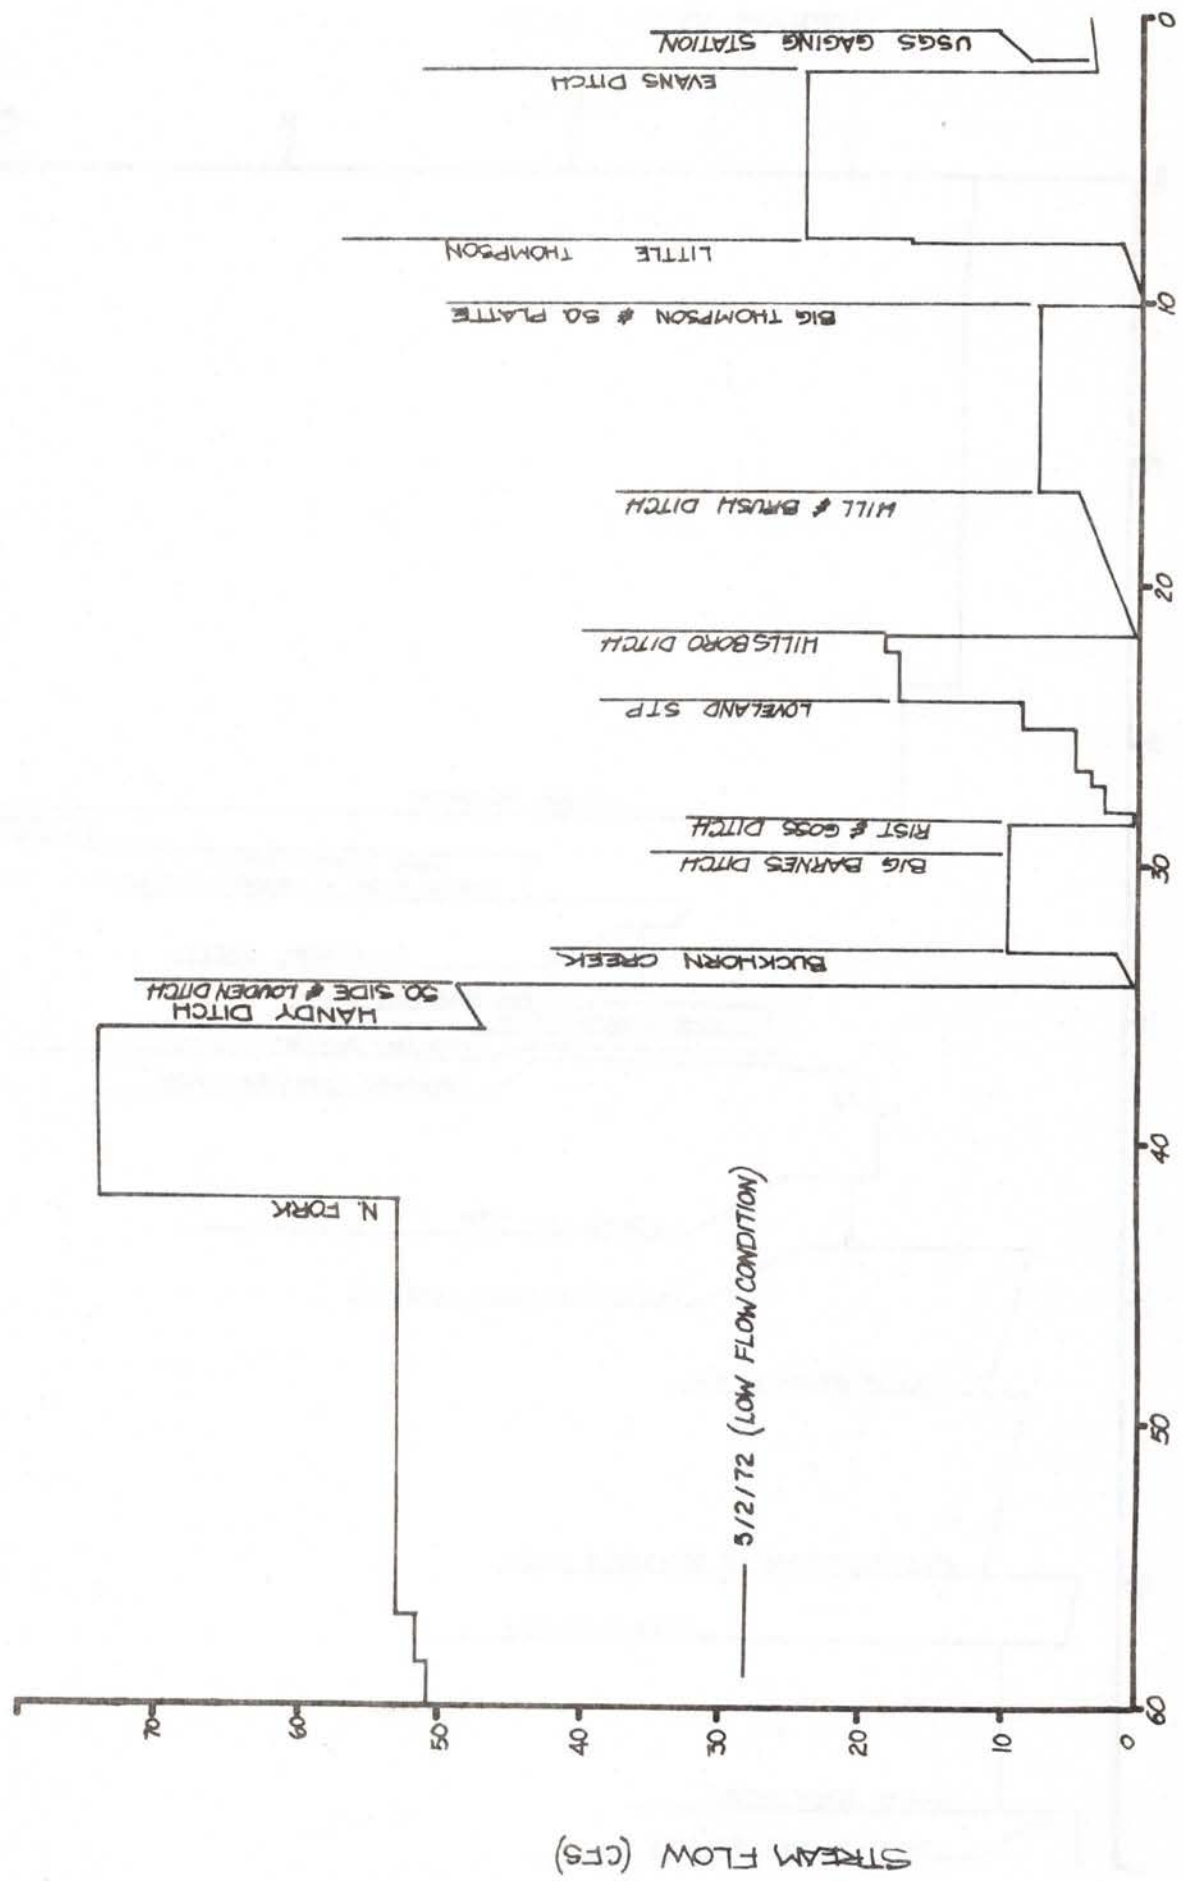 STREAM FLOW (CFS)
70
60
50
40
30
20
10
0
60
50
40
30
20
10
0
5/2/72 (LOW FLOW CONDITION)
N. FORK
HANDY DITCH
SO. SIDE & LOUDEN DITCH
BUCKHORN CREEK
BIG BARNES DITCH
RIST & GOSS DITCH
LOVELAND STP
HILLSBORO DITCH
HILL & BRUSH DITCH
BIG THOMPSON & SO. PLATTE
LITTLE THOMPSON
EVANS DITCH
USGS GAGING STATION